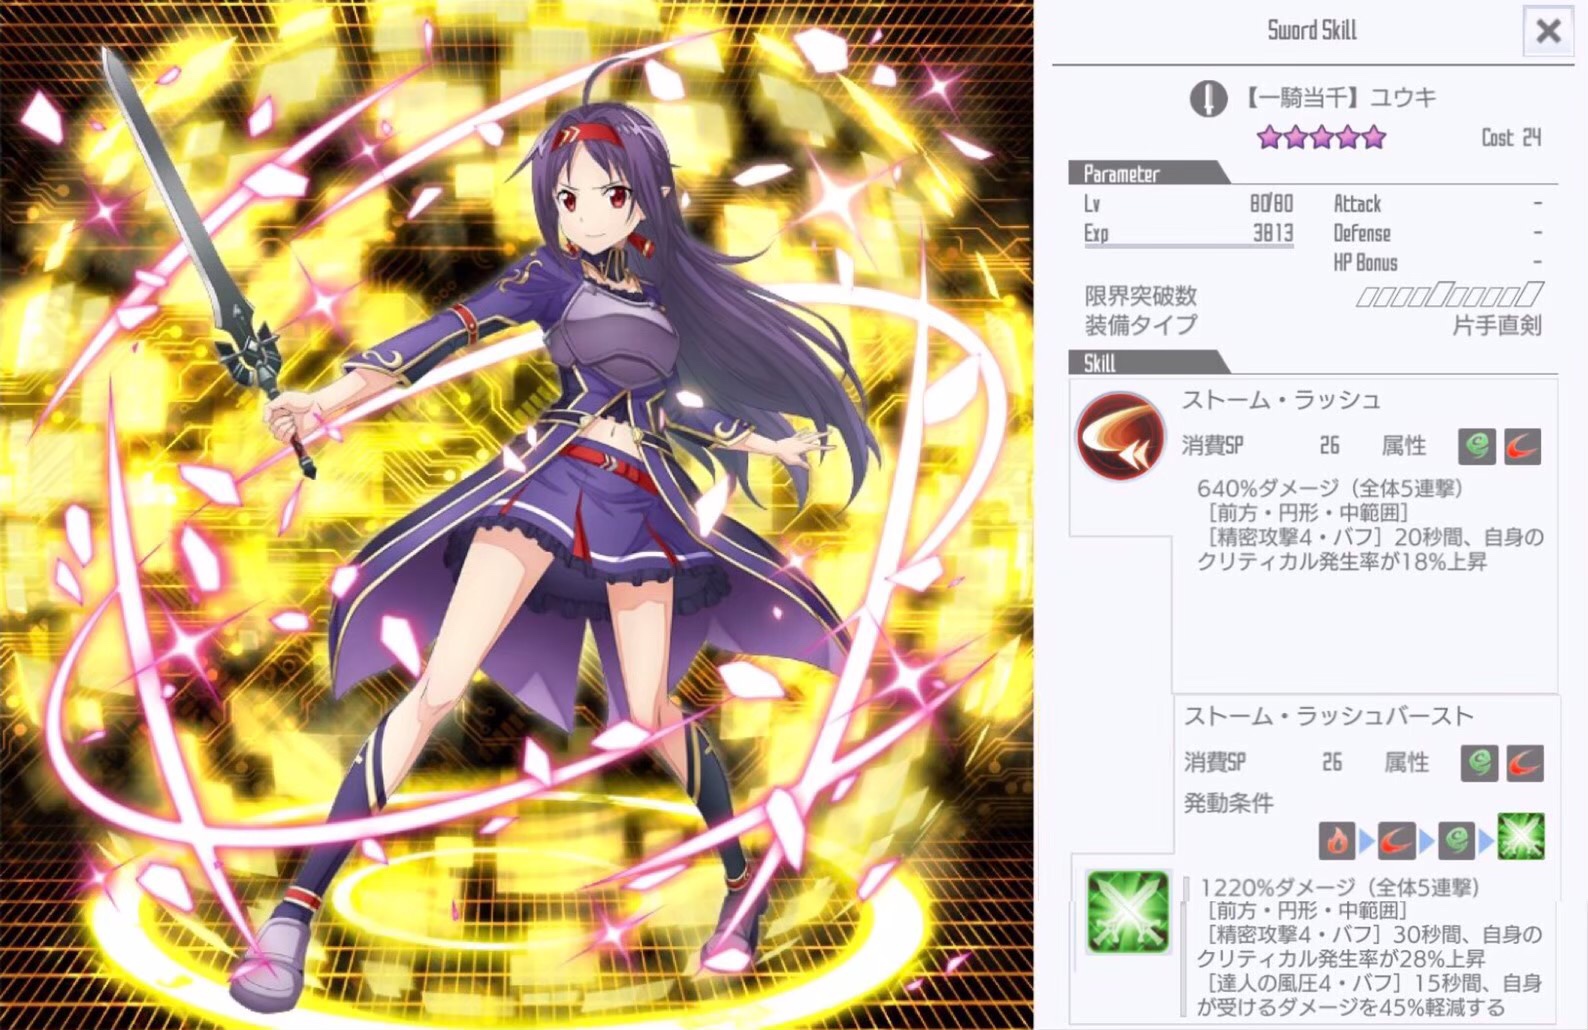 Sword Skill
【一騎当千】ユウキ
Cost 24
Parameter
Lv 80/80
Attack -
Exp 3813
Defense -
HP Bonus -
限界突破数
装備タイプ 片手直剣
Skill
ストーム・ラッシュ
消費SP 26 属性
640%ダメージ（全体5連撃）
［前方・円形・中範囲］
［精密攻撃4・バフ］20秒間、自身の
クリティカル発生率が18%上昇
ストーム・ラッシュバースト
消費SP 26 属性
発動条件
1220%ダメージ（全体5連撃）
［前方・円形・中範囲］
［精密攻撃4・バフ］30秒間、自身の
クリティカル発生率が28%上昇
［達人の風圧4・バフ］15秒間、自身
が受けるダメージを45%軽減する